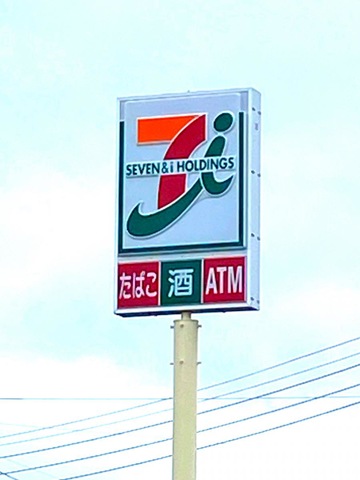 7i
SEVEN&i HOLDINGS
たばこ 酒 ATM